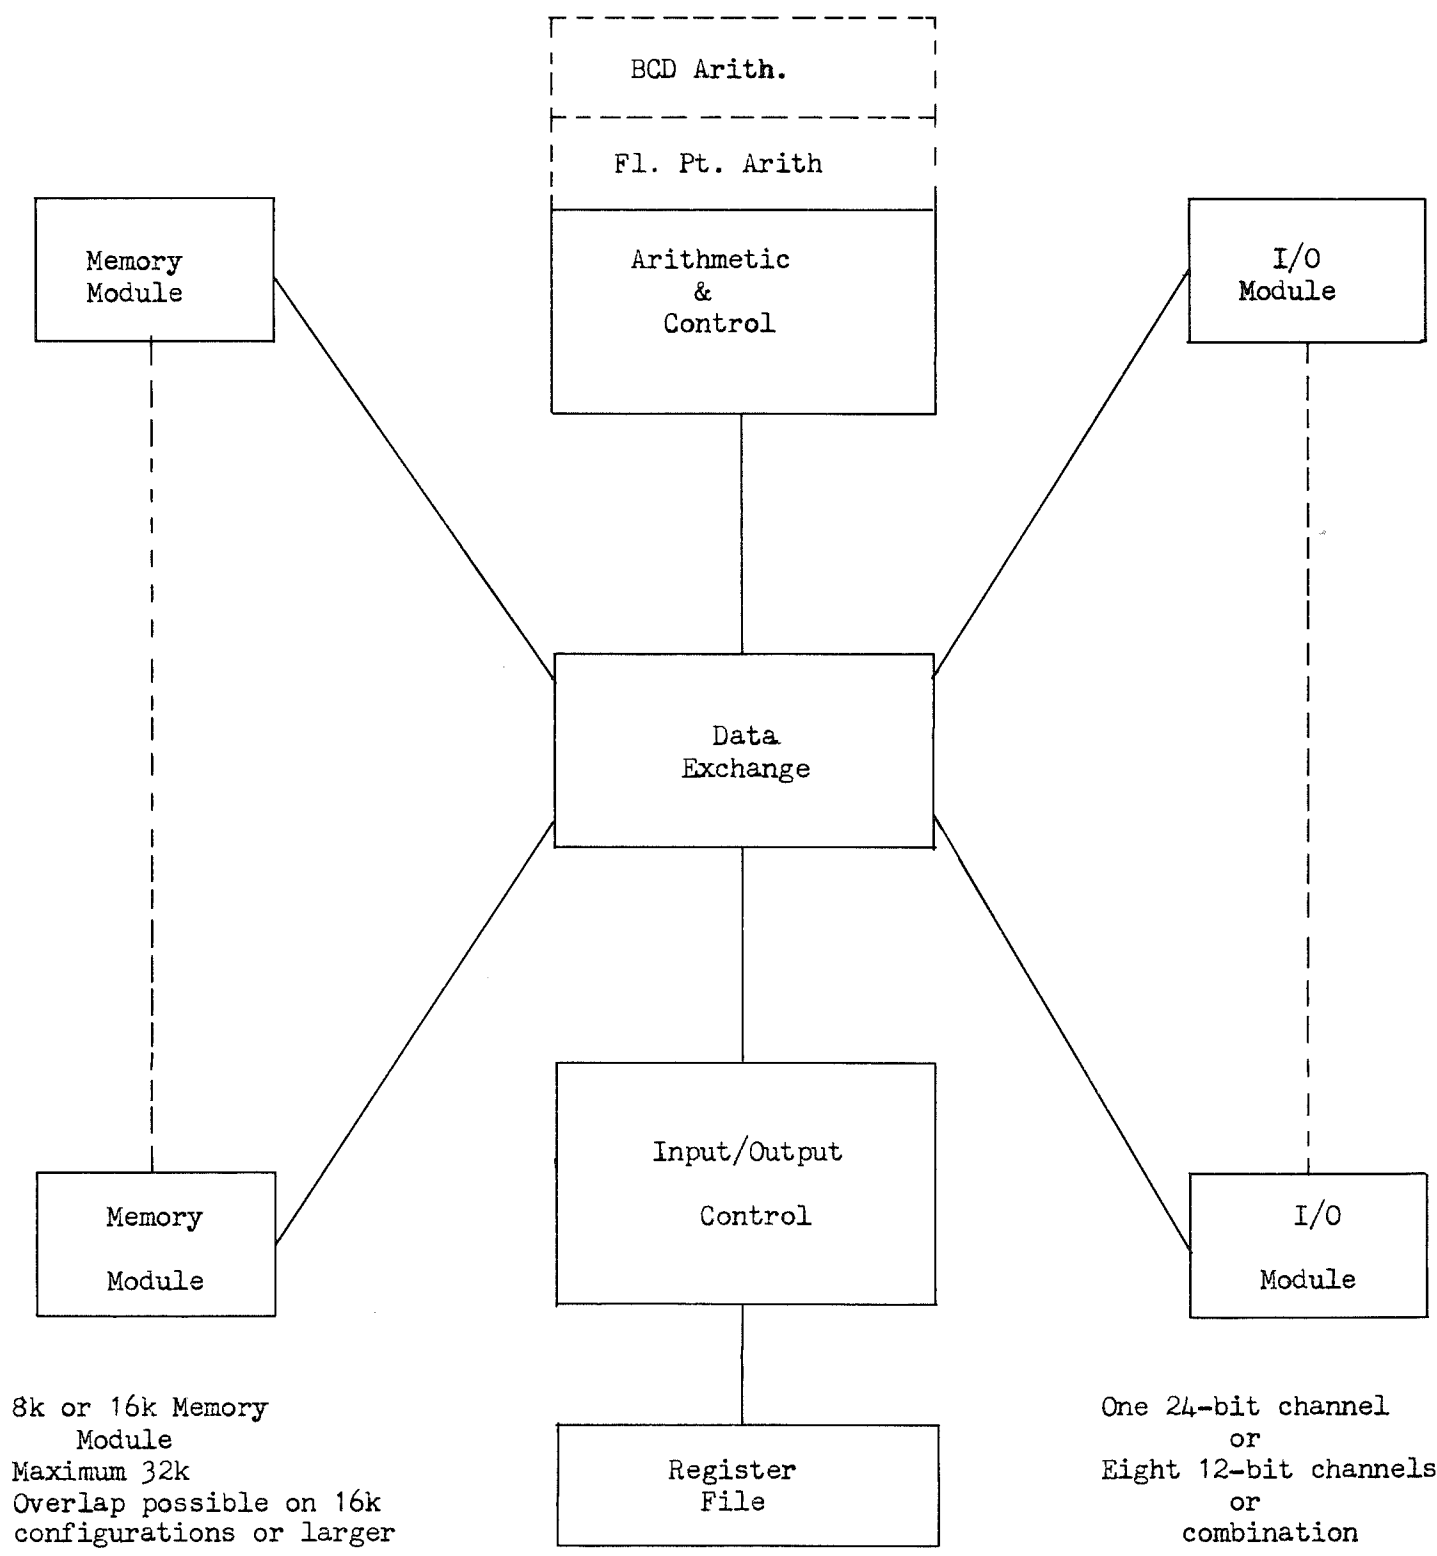 BCD Arith.
Fl. Pt. Arith
Memory
Module
Arithmetic
&
Control
I/O
Module
Data
Exchange
Input/Output
Control
Memory
Module
I/O
Module
8k or 16k Memory
Module
Maximum 32k
Overlap possible on 16k
configurations or larger
Register
File
One 24-bit channel
or
Eight 12-bit channels
or
combination